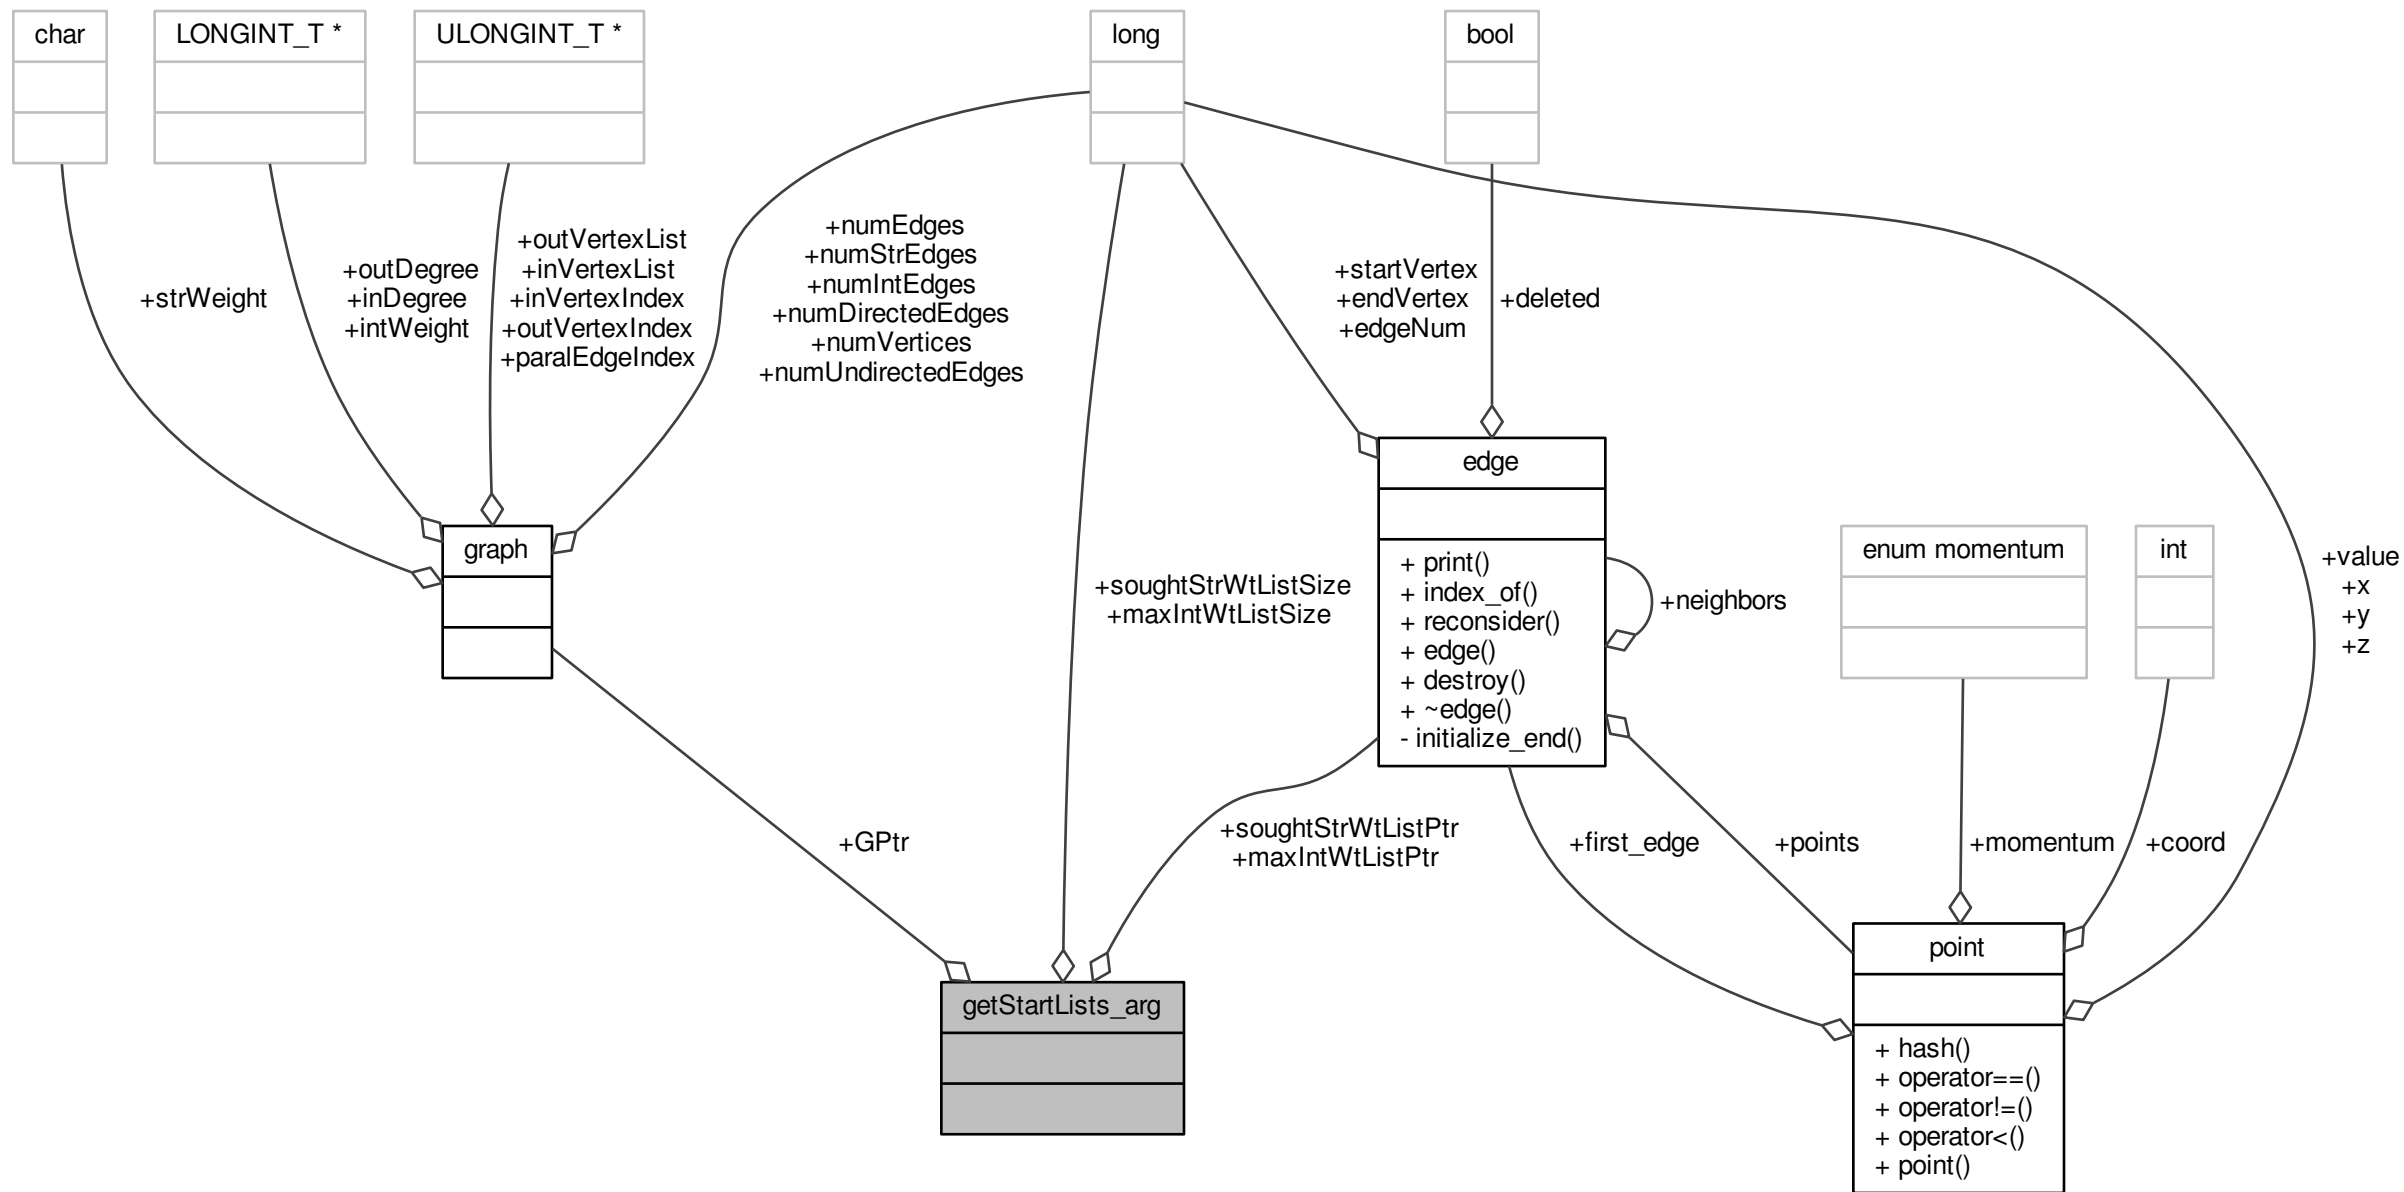 char
LONGINT_T *
ULONGINT_T *
long
bool
+strWeight
+outDegree
+inDegree
+intWeight
+outVertexList
+inVertexList
+inVertexIndex
+outVertexIndex
+paralEdgeIndex
+numEdges
+numStrEdges
+numIntEdges
+numDirectedEdges
+numVertices
+numUndirectedEdges
+startVertex
+endVertex
+edgeNum
+deleted
graph
edge
+ print()
+ index_of()
+ reconsider()
+ edge()
+ destroy()
+ ~edge()
- initialize_end()
+neighbors
enum momentum
int
+value
+x
+y
+z
+soughtStrWtListSize
+maxIntWtListSize
+GPtr
+soughtStrWtListPtr
+maxIntWtListPtr
+first_edge
+points
+momentum
+coord
getStartLists_arg
point
+ hash()
+ operator==()
+ operator!=()
+ operator<()
+ point()